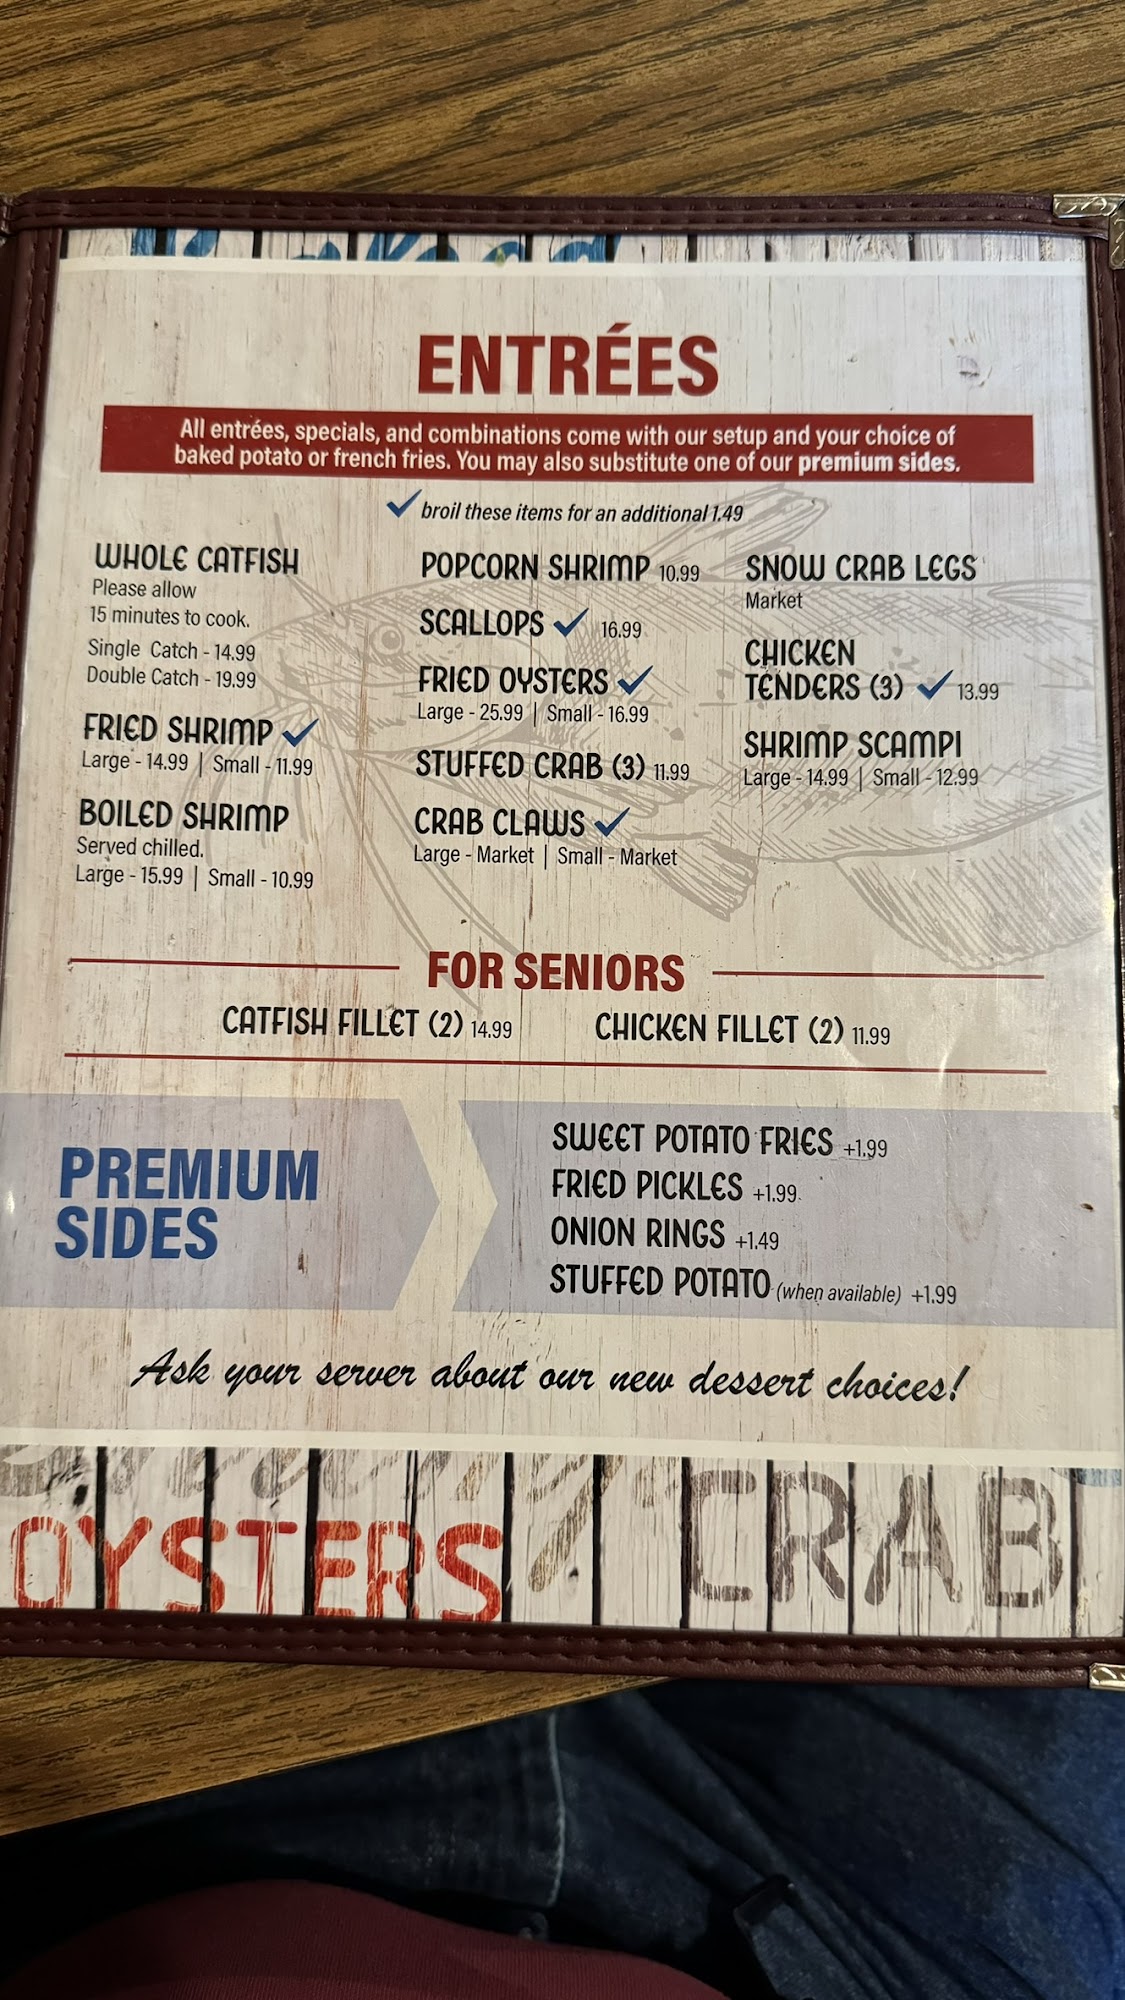 ENTRÉES
All entrées, specials, and combinations come with our setup and your choice of
baked potato or french fries. You may also substitute one of our premium sides.
✓ broil these items for an additional 1.49
WHOLE CATFISH
Please allow
15 minutes to cook.
Single Catch - 14.99
Double Catch - 19.99
FRIED SHRIMP ✓
Large - 14.99 | Small - 11.99
BOILED SHRIMP
Served chilled.
Large - 15.99 | Small - 10.99
POPCORN SHRIMP 10.99
SCALLOPS ✓ 16.99
FRIED OYSTERS ✓
Large - 25.99 | Small - 16.99
STUFFED CRAB (3) 11.99
CRAB CLAWS ✓
Large - Market | Small - Market
SNOW CRAB LEGS
Market
CHICKEN
TENDERS (3) ✓ 13.99
SHRIMP SCAMPI
Large - 14.99 | Small - 12.99
FOR SENIORS
CATFISH FILLET (2) 14.99
CHICKEN FILLET (2) 11.99
PREMIUM
SIDES
SWEET POTATO FRIES +1.99
FRIED PICKLES +1.99
ONION RINGS +1.49
STUFFED POTATO (when available) +1.99
Ask your server about our new dessert choices!
OYSTERS
CRAB